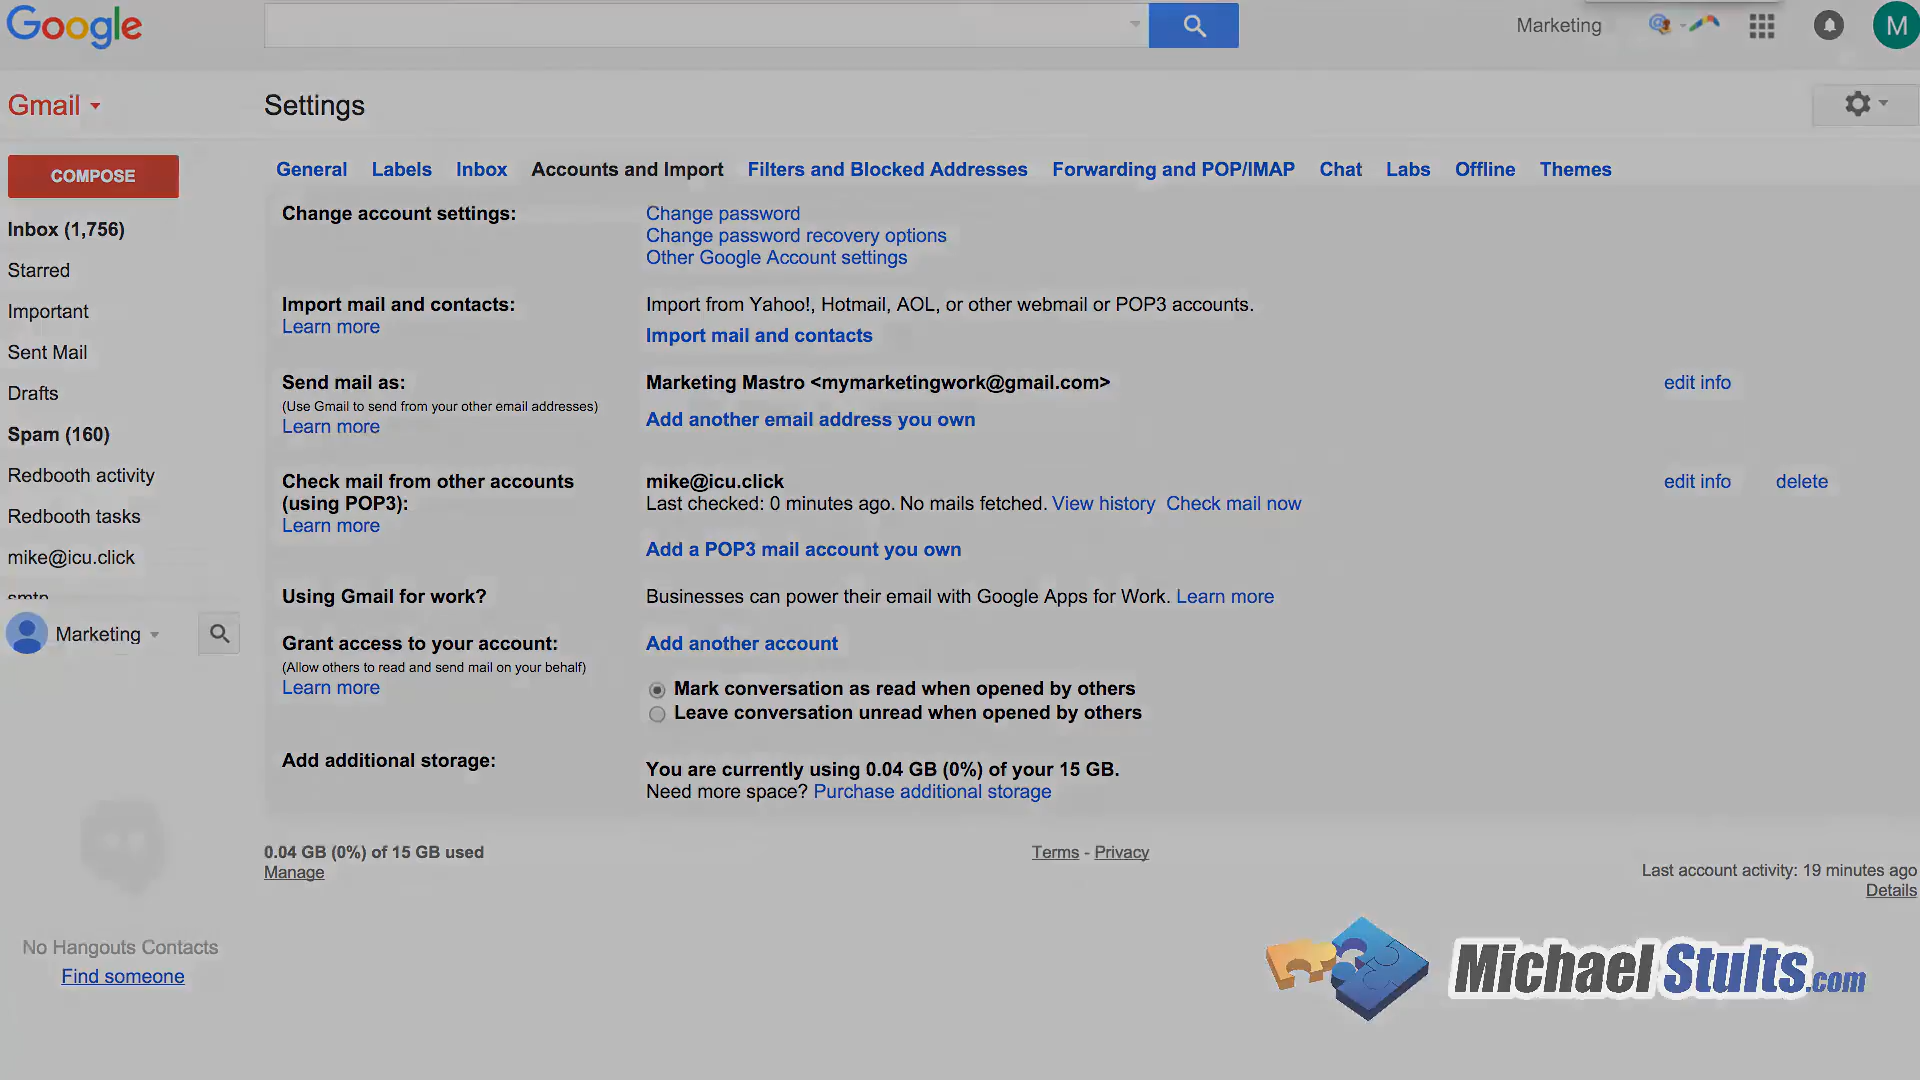 Google
Marketing
M
Gmail
Settings
COMPOSE
General Labels Inbox Accounts and Import Filters and Blocked Addresses Forwarding and POP/IMAP Chat Labs Offline Themes
Inbox (1,756)
Starred
Important
Sent Mail
Drafts
Spam (160)
Redbooth activity
Redbooth tasks
mike@icu.click
smtp
Marketing
Change account settings:
Change password
Change password recovery options
Other Google Account settings
Import mail and contacts:
Learn more
Import from Yahoo!, Hotmail, AOL, or other webmail or POP3 accounts.
Import mail and contacts
Send mail as:
(Use Gmail to send from your other email addresses)
Learn more
Marketing Mastro <mymarketingwork@gmail.com>
edit info
Add another email address you own
Check mail from other accounts
(using POP3):
Learn more
mike@icu.click
edit info delete
Last checked: 0 minutes ago. No mails fetched. View history Check mail now
Add a POP3 mail account you own
Using Gmail for work?
Businesses can power their email with Google Apps for Work. Learn more
Grant access to your account:
(Allow others to read and send mail on your behalf)
Learn more
Add another account
Mark conversation as read when opened by others
Leave conversation unread when opened by others
Add additional storage:
You are currently using 0.04 GB (0%) of your 15 GB.
Need more space? Purchase additional storage
0.04 GB (0%) of 15 GB used
Manage
Terms - Privacy
Last account activity: 19 minutes ago
Details
No Hangouts Contacts
Find someone
MichaelStults.com